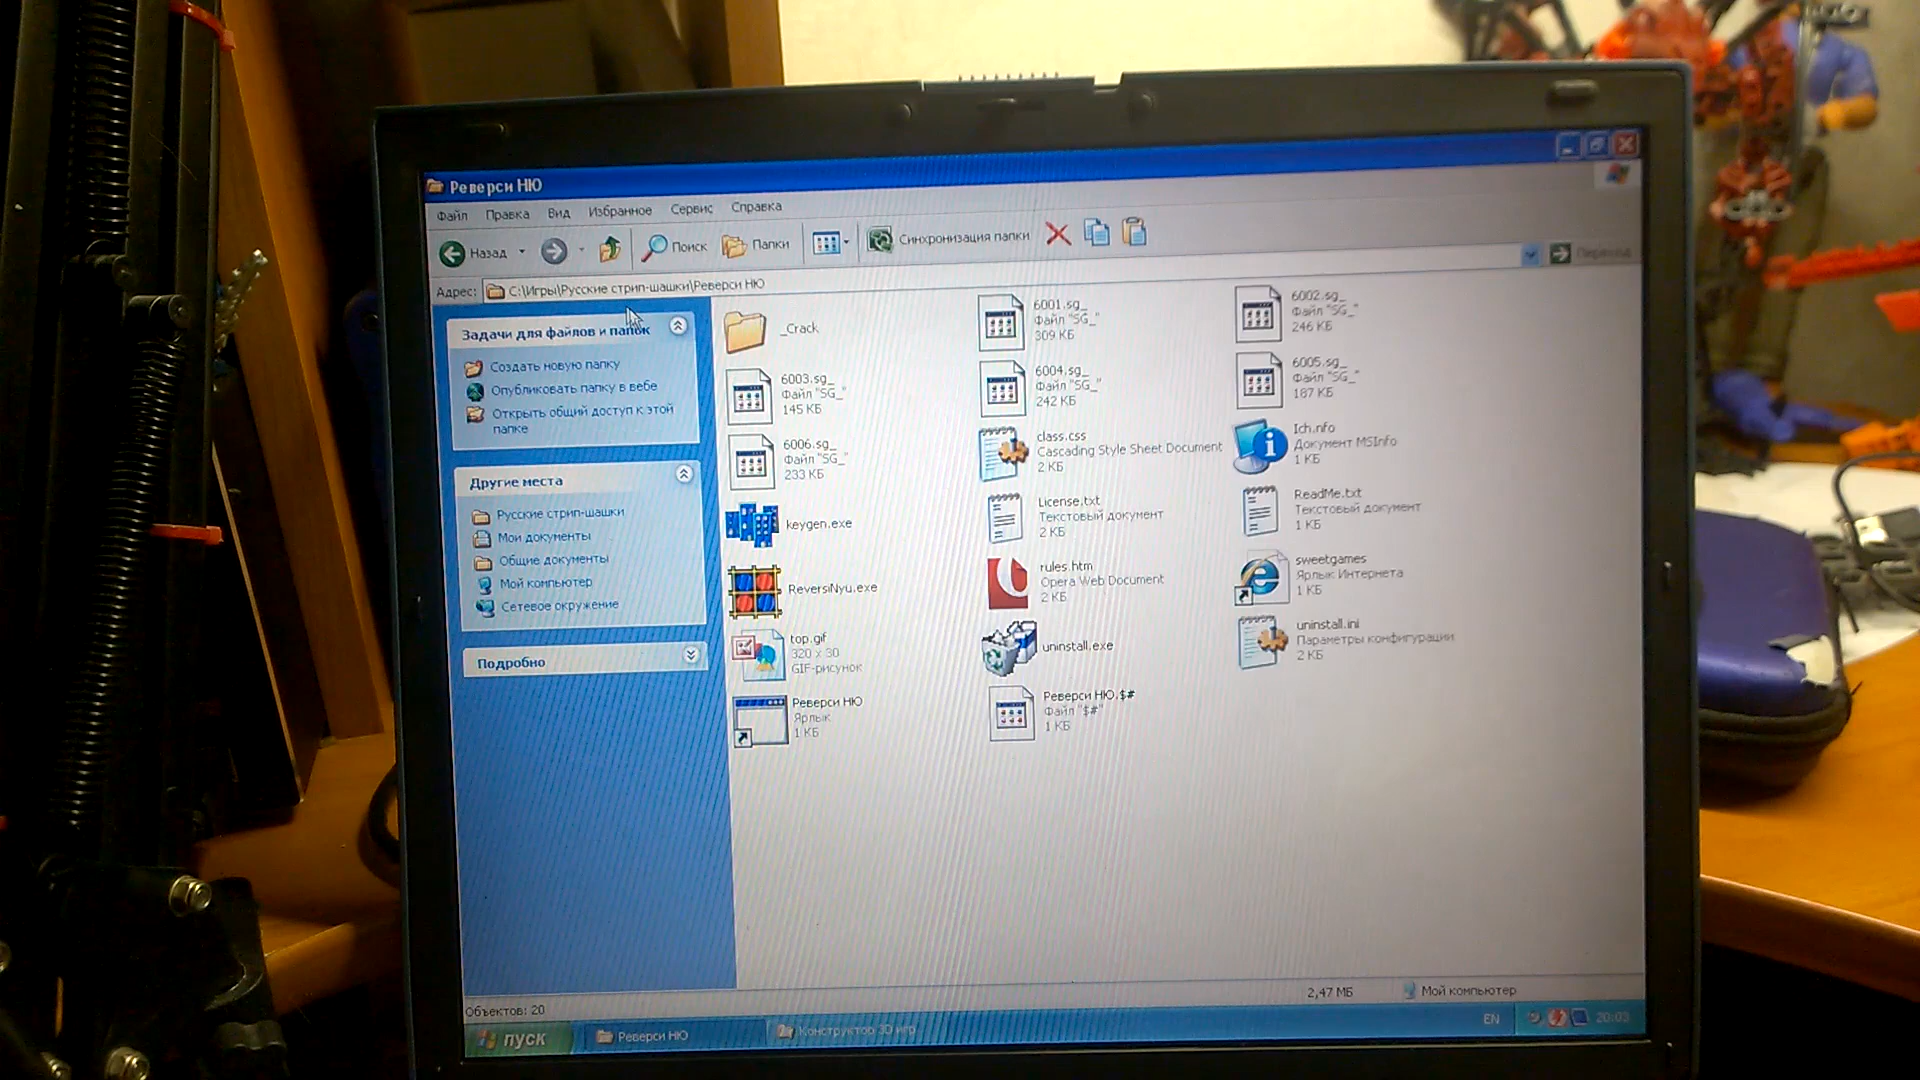 Реверси НЮ
Файл Правка Вид Избранное Сервис Справка
Назад Поиск Папки Синхронизация папки
Адрес: C:\Игры\Русские стрип-шашки\Реверси НЮ Переход
Задачи для файлов и папок
Создать новую папку
Опубликовать папку в вебе
Открыть общий доступ к этой
папке
Другие места
Русские стрип-шашки
Мои документы
Общие документы
Мой компьютер
Сетевое окружение
Подробно
_Crack
6001.sg_
Файл "SG_"
309 КБ
6002.sg_
Файл "SG_"
246 КБ
6003.sg_
Файл "SG_"
145 КБ
6004.sg_
Файл "SG_"
242 КБ
6005.sg_
Файл "SG_"
187 КБ
6006.sg_
Файл "SG_"
233 КБ
class.css
Cascading Style Sheet Document
2 КБ
Ich.nfo
Документ MSInfo
1 КБ
keygen.exe
License.txt
Текстовый документ
2 КБ
ReadMe.txt
Текстовый документ
1 КБ
ReversiNyu.exe
rules.htm
Opera Web Document
2 КБ
sweetgames
Ярлык Интернета
1 КБ
top.gif
320 x 30
GIF-рисунок
uninstall.exe
uninstall.ini
Параметры конфигурации
2 КБ
Реверси НЮ
Ярлык
1 КБ
Реверси НЮ.$#
Файл "$#"
1 КБ
Объектов: 20 2,47 МБ Мой компьютер
пуск Реверси НЮ Конструктор 3D игр EN 20:03